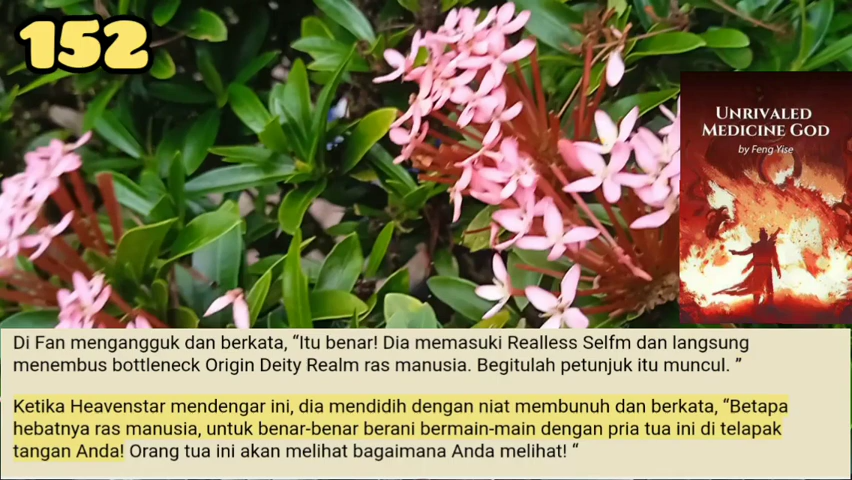 152
UNRIVALED
MEDICINE GOD
by Feng Yise
Di Fan mengangguk dan berkata, “Itu benar! Dia memasuki Realless Selfm dan langsung
menembus bottleneck Origin Deity Realm ras manusia. Begitulah petunjuk itu muncul. ”
Ketika Heavenstar mendengar ini, dia mendidih dengan niat membunuh dan berkata, “Betapa
hebatnya ras manusia, untuk benar-benar berani bermain-main dengan pria tua ini di telapak
tangan Anda! Orang tua ini akan melihat bagaimana Anda melihat! “